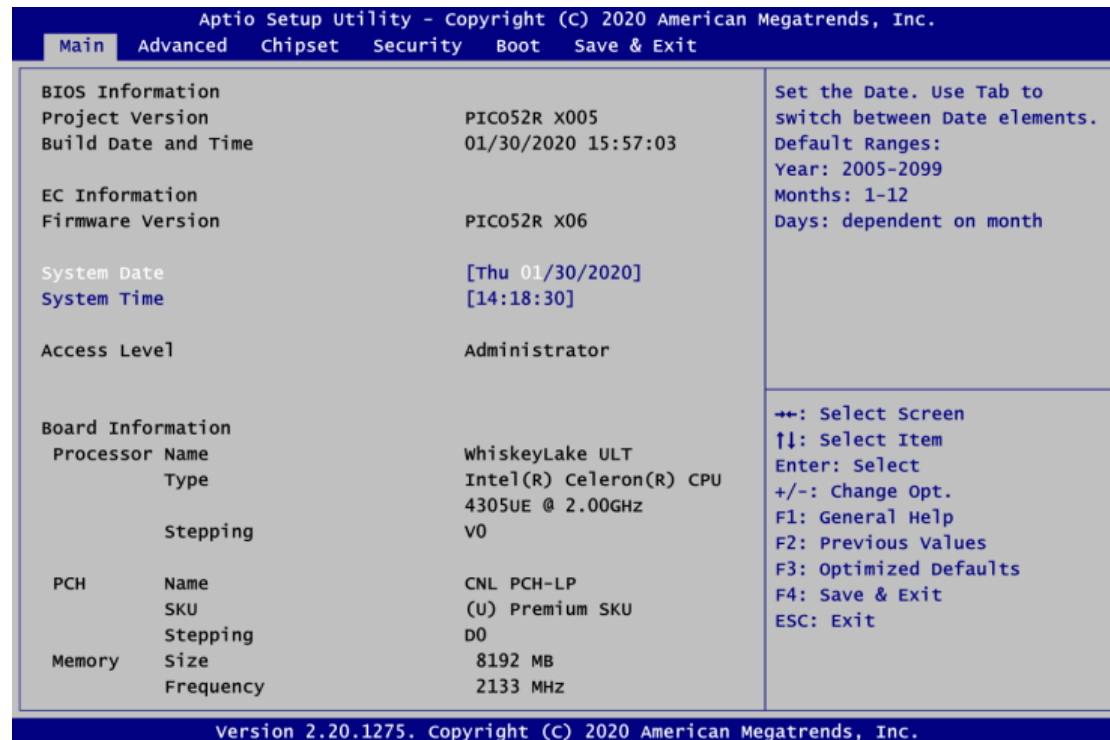 Aptio Setup Utility - Copyright (C) 2020 American Megatrends, Inc.
Main Advanced Chipset Security Boot Save & Exit
BIOS Information
Project Version PICO52R X005
Build Date and Time 01/30/2020 15:57:03
EC Information
Firmware Version PICO52R X06
System Date [Thu 01/30/2020]
System Time [14:18:30]
Access Level Administrator
Board Information
Processor Name WhiskeyLake ULT
Type Intel(R) Celeron(R) CPU
4305UE @ 2.00GHz
Stepping V0
PCH Name CNL PCH-LP
SKU (U) Premium SKU
Stepping D0
Memory Size 8192 MB
Frequency 2133 MHz
Set the Date. Use Tab to
switch between Date elements.
Default Ranges:
Year: 2005-2099
Months: 1-12
Days: dependent on month
→←: Select Screen
↑↓: Select Item
Enter: Select
+/-: Change Opt.
F1: General Help
F2: Previous Values
F3: Optimized Defaults
F4: Save & Exit
ESC: Exit
Version 2.20.1275. Copyright (C) 2020 American Megatrends, Inc.